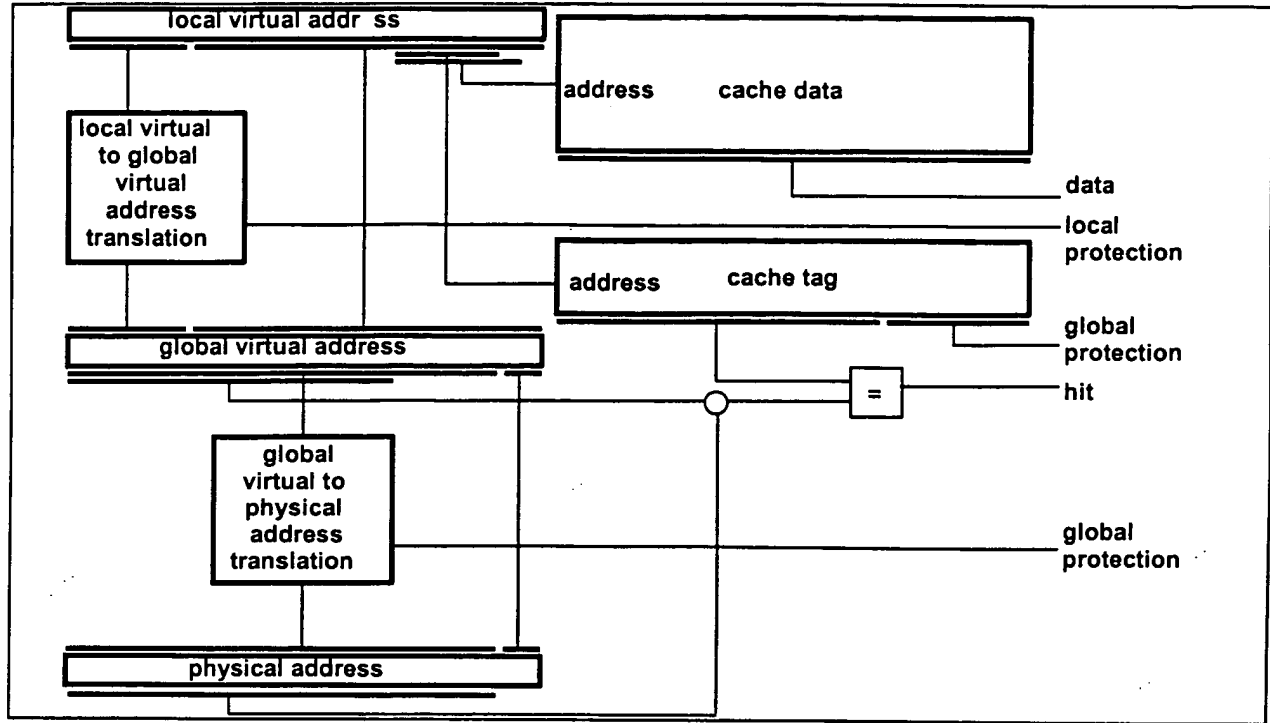 local virtual addr ss
address cache data
local virtual
to global
virtual
address
translation
data
local
protection
address cache tag
global virtual address
global
protection
hit
=
global
virtual to
physical
address
translation
global
protection
physical address